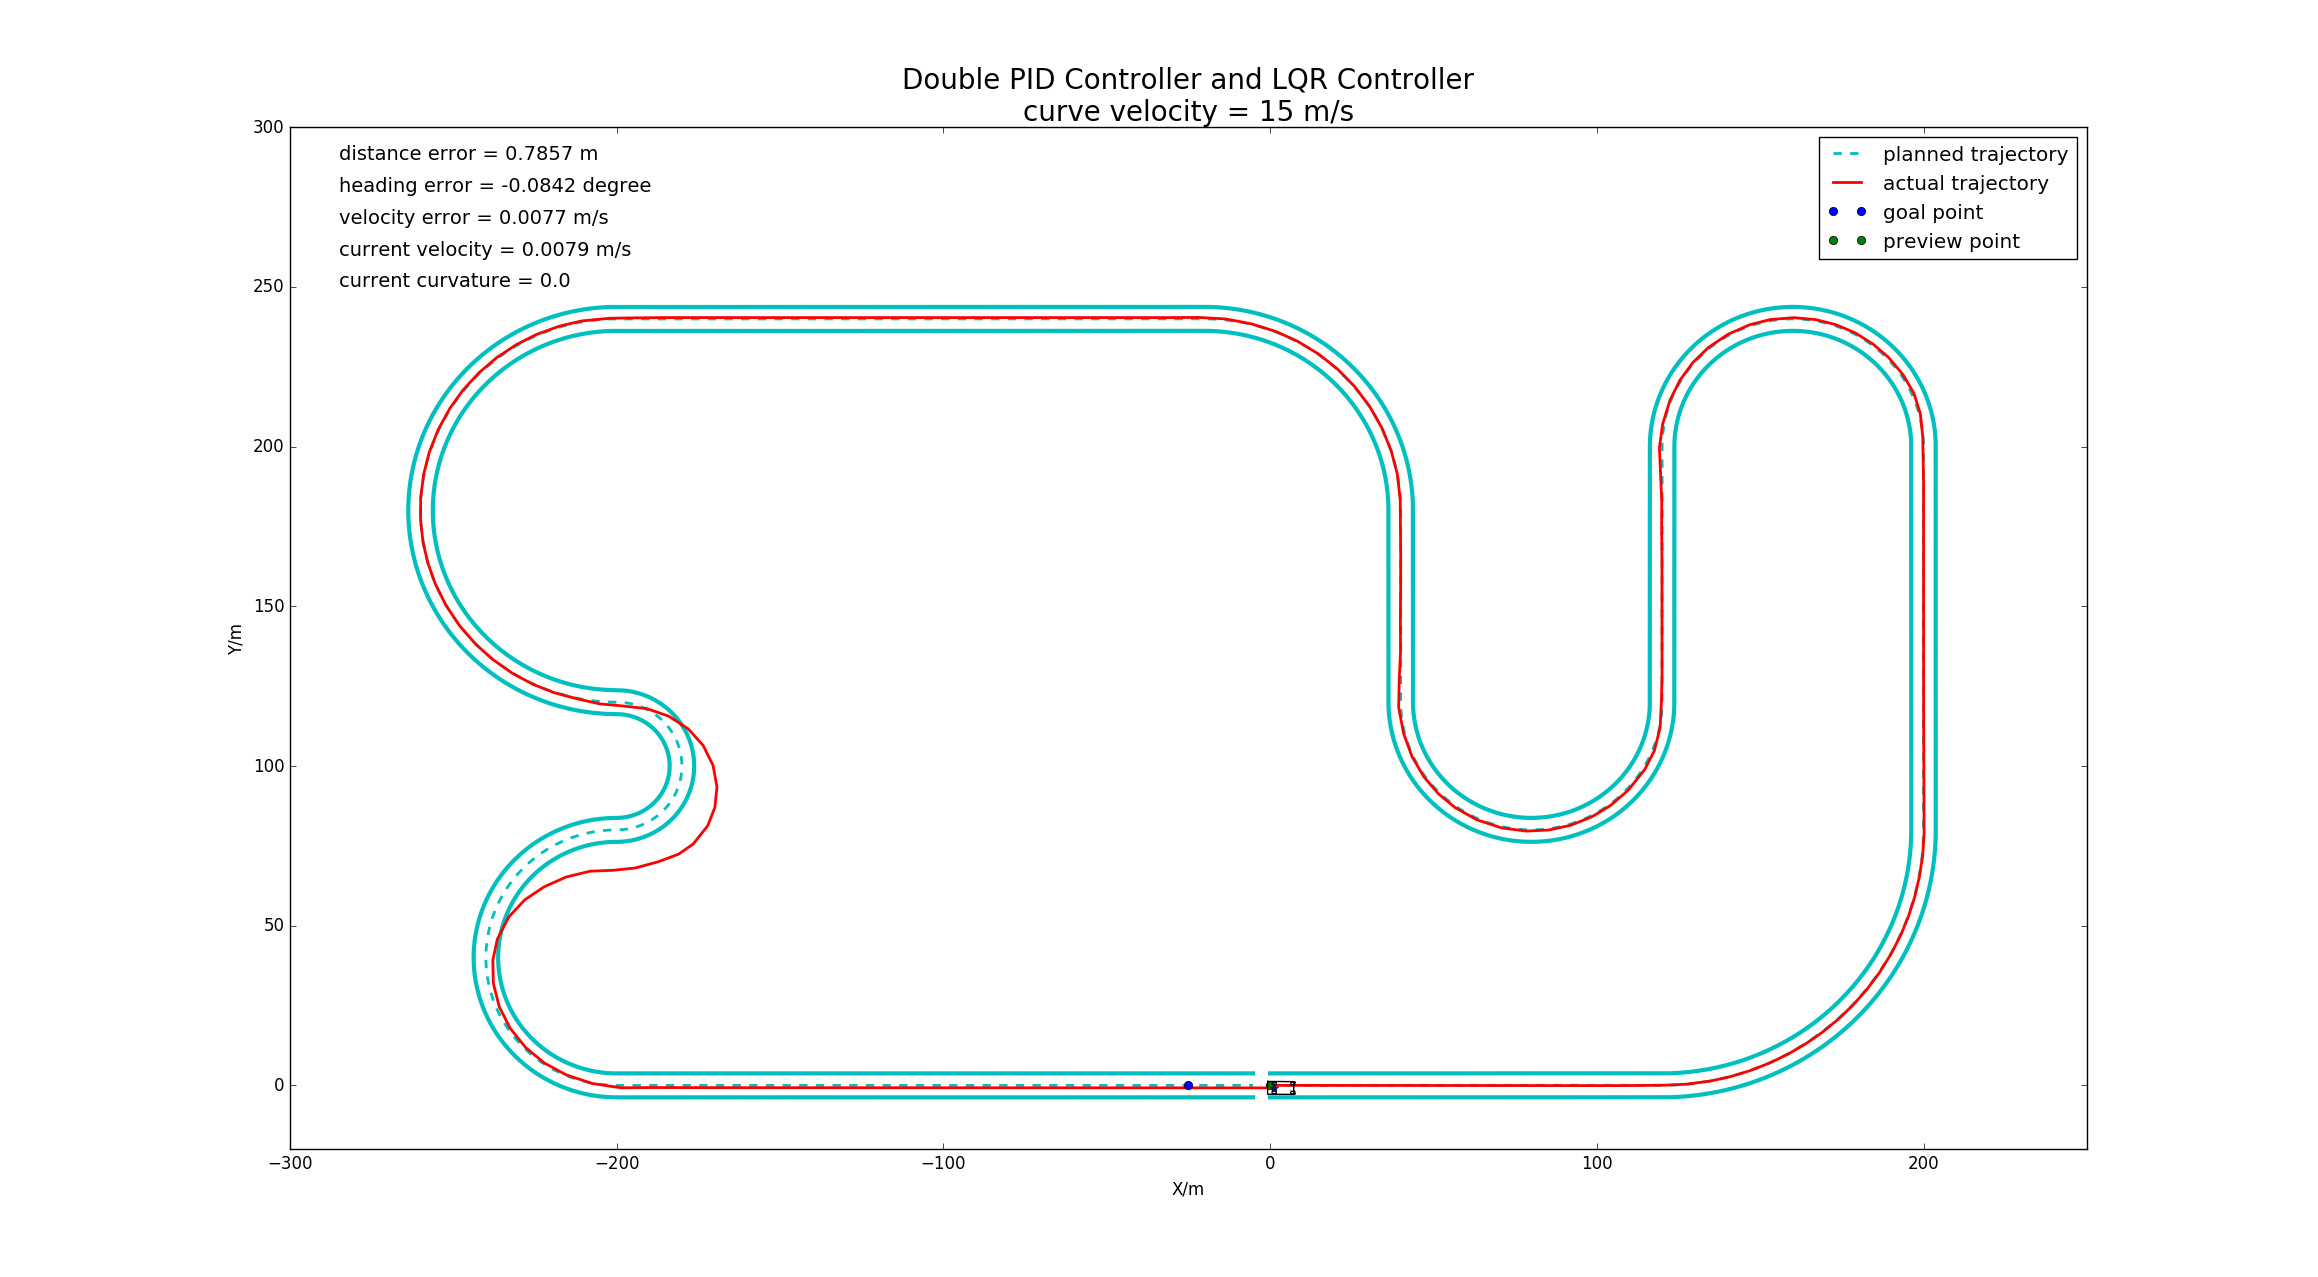 Double PID Controller and LQR Controller
curve velocity = 15 m/s
distance error = 0.7857 m
heading error = -0.0842 degree
velocity error = 0.0077 m/s
current velocity = 0.0079 m/s
current curvature = 0.0
planned trajectory
actual trajectory
goal point
preview point
300
250
200
150
100
50
0
Y/m
−300
−200
−100
0
100
200
X/m